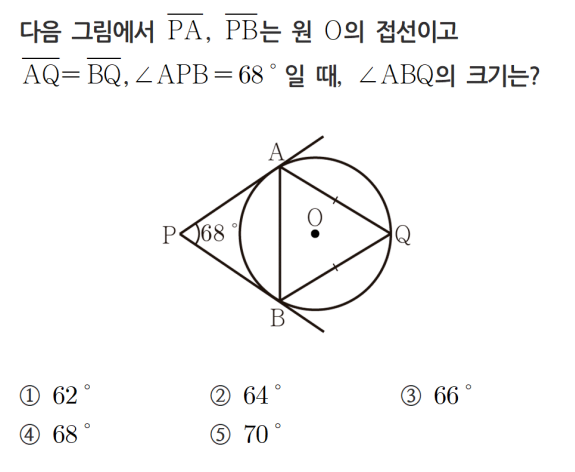 다음 그림에서 PA, PB는 원 O의 접선이고
AQ=BQ, ∠APB=68°일 때, ∠ABQ의 크기는?
A
P 68° O Q
B
① 62° ② 64° ③ 66°
④ 68° ⑤ 70°